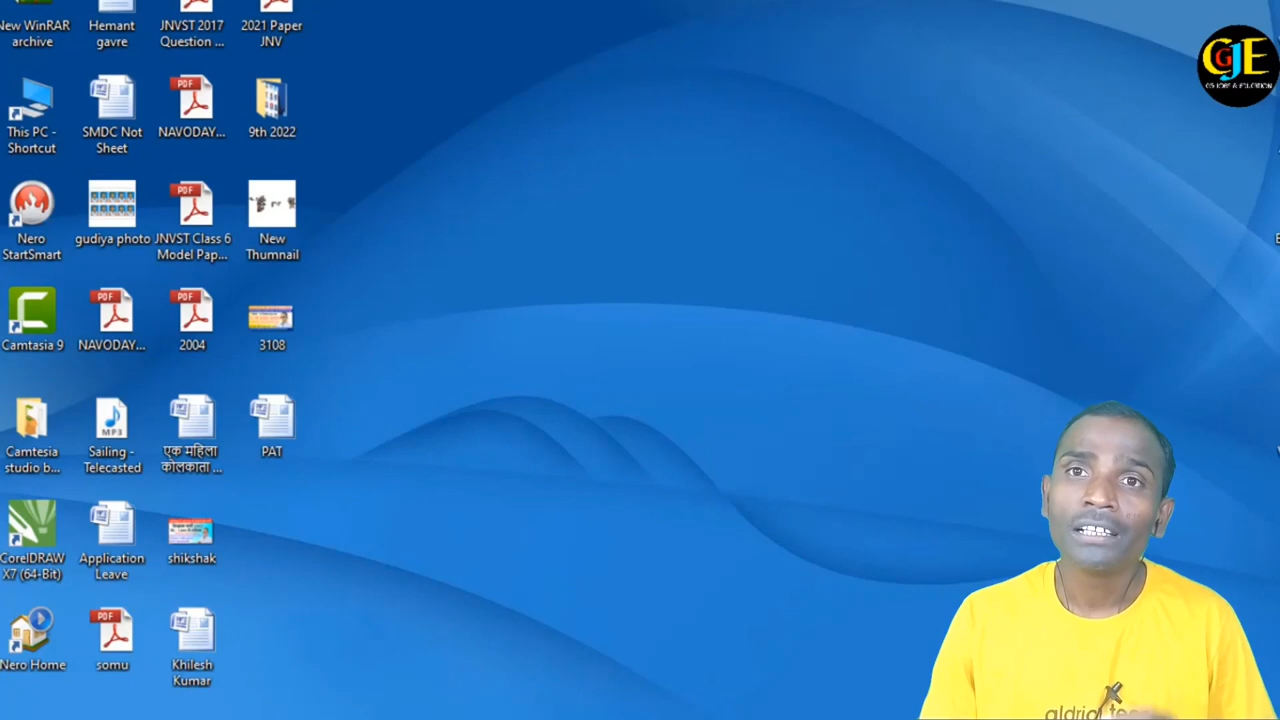 New WinRAR
archive
Hemant
gavre
JNVST 2017
Question ...
2021 Paper
JNV
GJE
CG JOBS & EDUCATION
This PC -
Shortcut
SMDC Not
Sheet
PDF
NAVODAY...
9th 2022
Nero
StartSmart
gudiya photo
PDF
JNVST Class 6
Model Pap...
New
Thumnail
Camtasia 9
PDF
NAVODAY...
PDF
2004
3108
Camtesia
studio b...
MP3
Sailing -
Telecasted
एक महिला
कोलकाता ...
PAT
CorelDRAW
X7 (64-Bit)
Application
Leave
shikshak
Nero Home
PDF
somu
Khilesh
Kumar